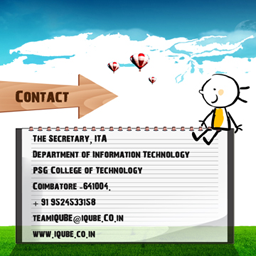 Contact
The Secretary, ITA
Department of Information Technology
PSG College of Technology
Coimbatore -641004.
+ 91 9524533158
teamiqube@iqube.co.in
www.iqube.co.in